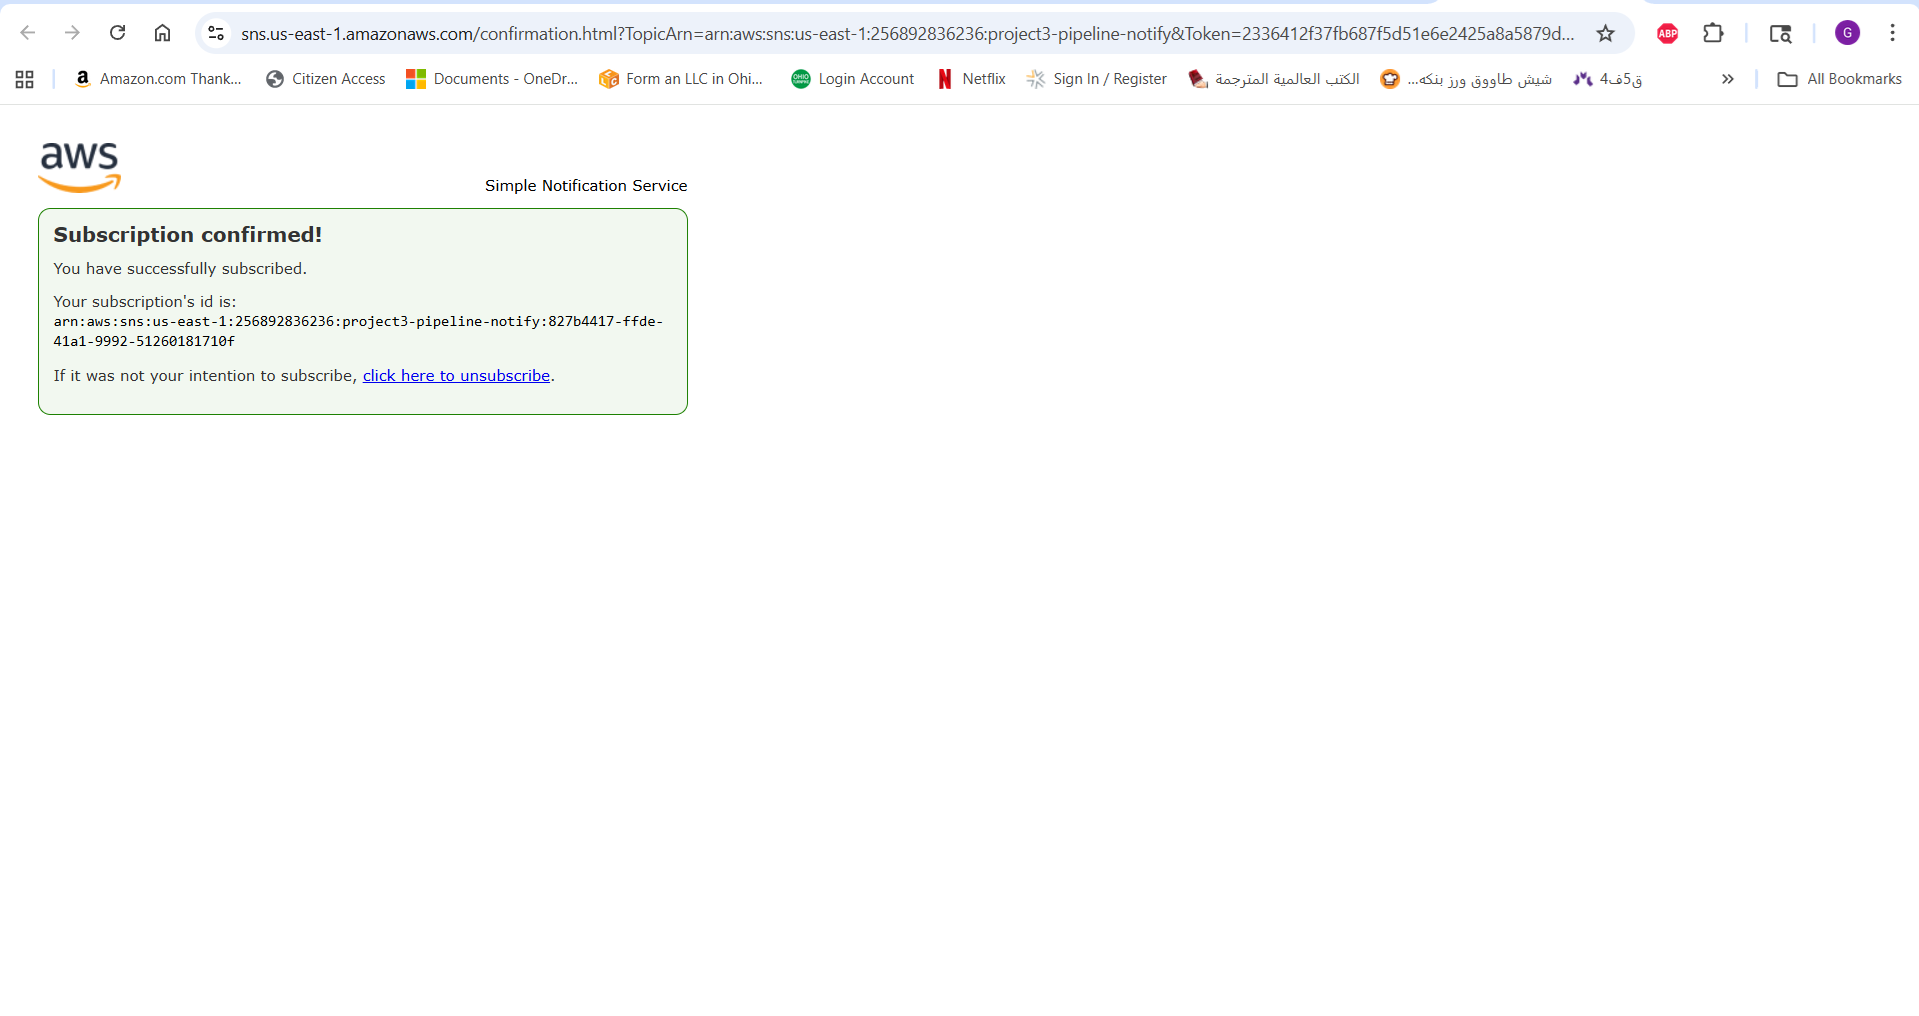 sns.us-east-1.amazonaws.com/confirmation.html?TopicArn=arn:aws:sns:us-east-1:256892836236:project3-pipeline-notify&Token=2336412f37fb687f5d51e6e2425a8a5879d...
ABP
G
Amazon.com Thank...
Citizen Access
Documents - OneDr...
Form an LLC in Ohi...
Login Account
Netflix
Sign In / Register
الكتب العالمية المترجمة
شيش طاووق ورز بنكه...
ق5ف4
»
All Bookmarks
aws
Simple Notification Service
Subscription confirmed!
You have successfully subscribed.
Your subscription's id is:
arn:aws:sns:us-east-1:256892836236:project3-pipeline-notify:827b4417-ffde-
41a1-9992-51260181710f
If it was not your intention to subscribe, click here to unsubscribe.